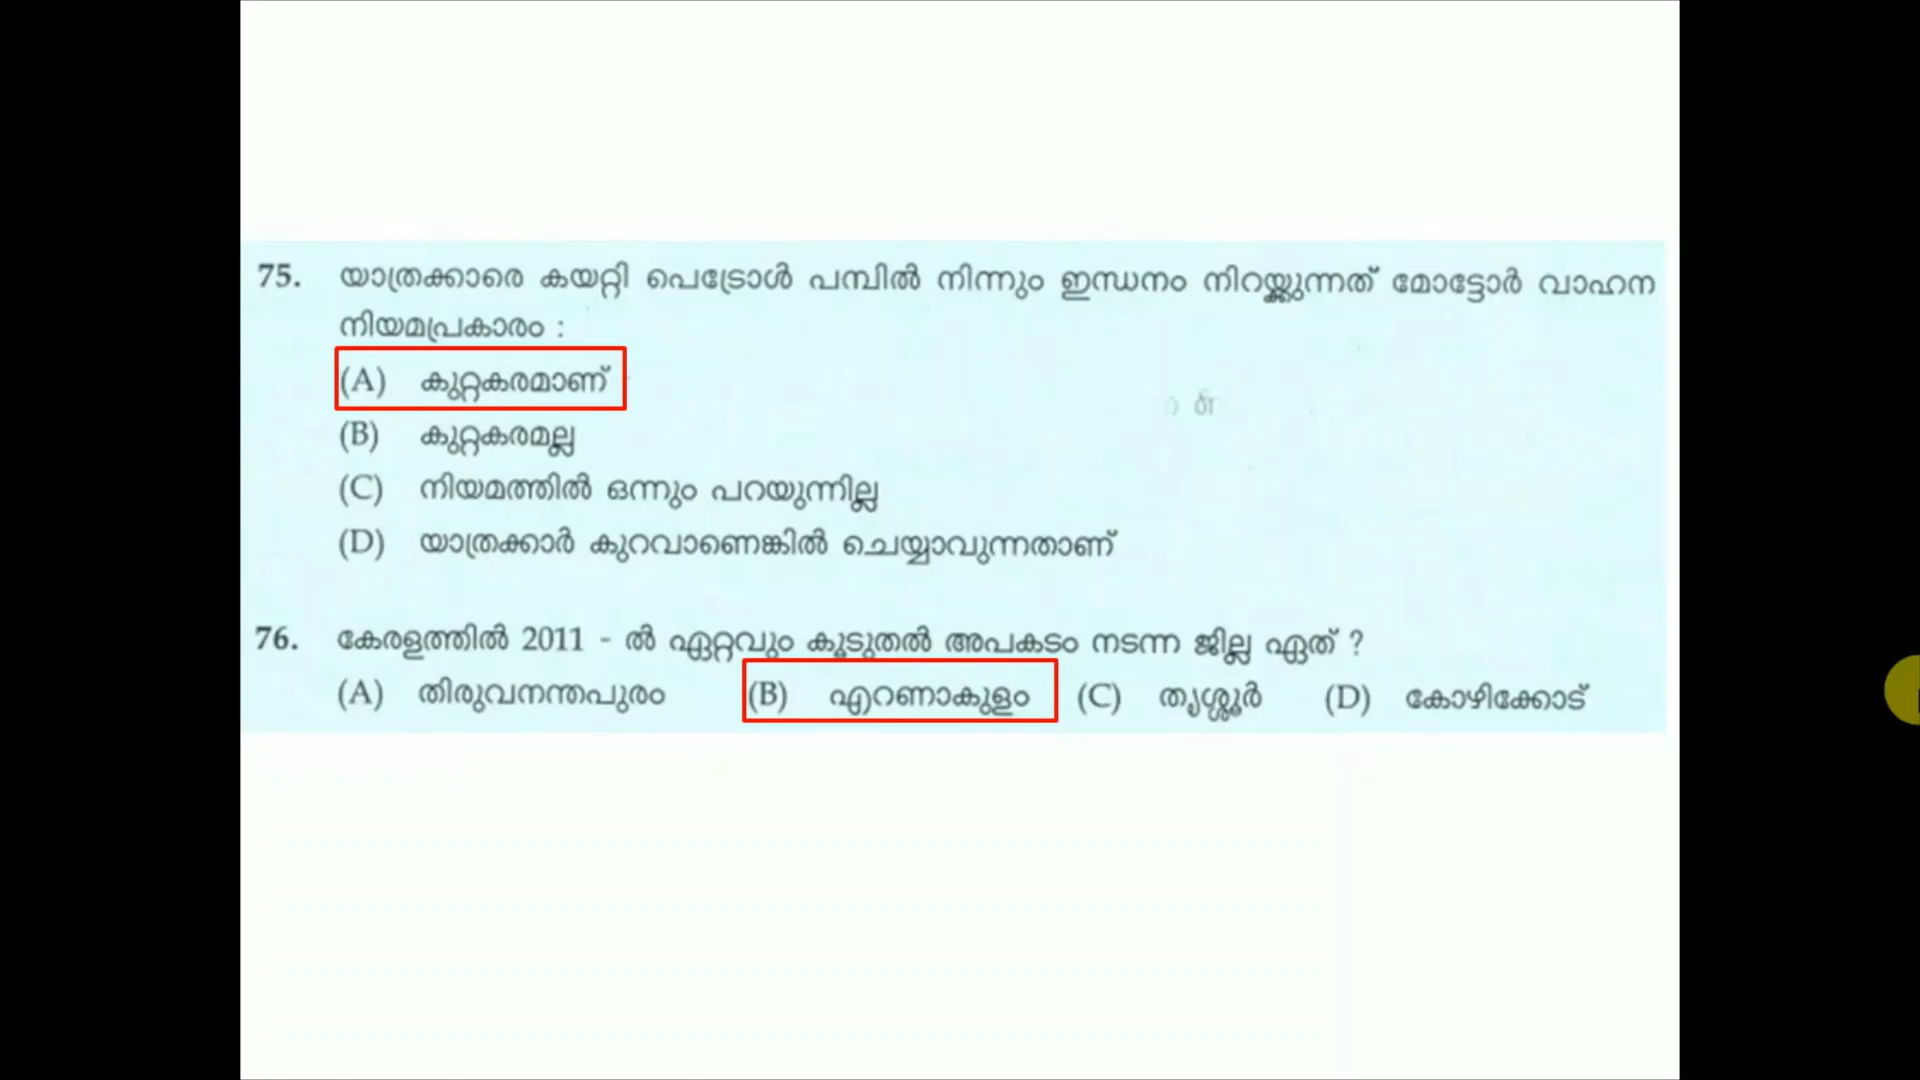 75. യാത്രക്കാരെ കയറ്റി പെട്രോൾ പമ്പിൽ നിന്നും ഇന്ധനം നിറയ്ക്കുന്നത് മോട്ടോർ വാഹന
നിയമപ്രകാരം :
(A) കുറ്റകരമാണ്
(B) കുറ്റകരമല്ല
(C) നിയമത്തിൽ ഒന്നും പറയുന്നില്ല
(D) യാത്രക്കാർ കുറവാണെങ്കിൽ ചെയ്യാവുന്നതാണ്
76. കേരളത്തിൽ 2011 - ൽ ഏറ്റവും കൂടുതൽ അപകടം നടന്ന ജില്ല ഏത് ?
(A) തിരുവനന്തപുരം (B) എറണാകുളം (C) തൃശ്ശൂർ (D) കോഴിക്കോട്